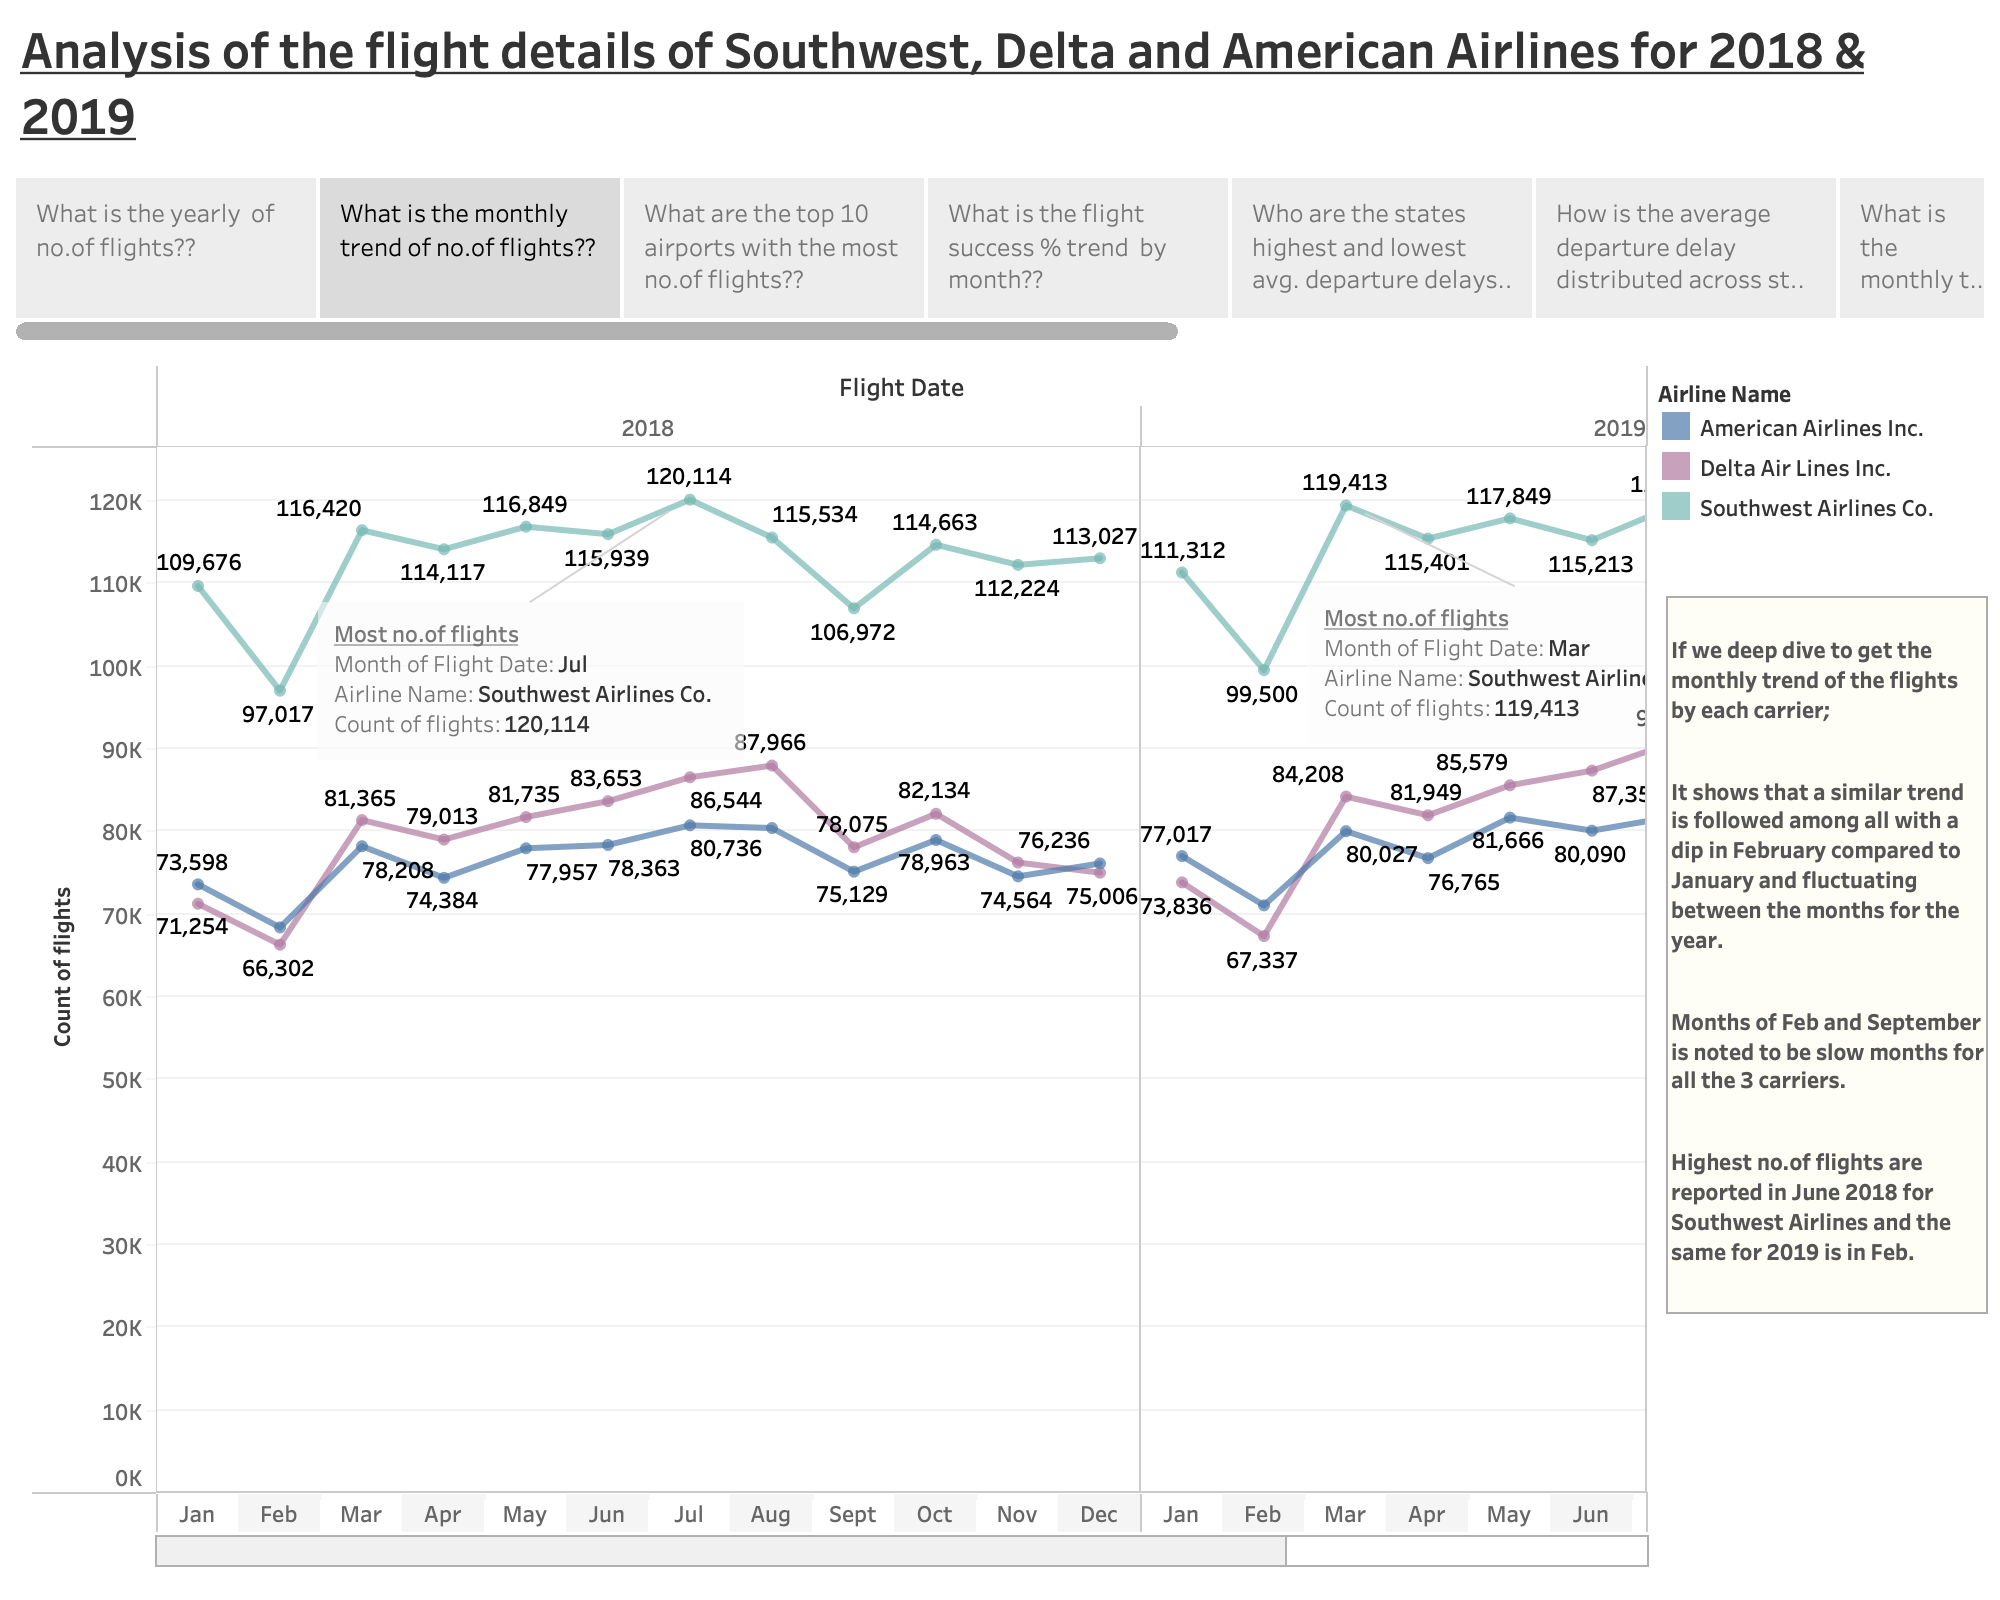 Analysis of the flight details of Southwest, Delta and American Airlines for 2018 &
2019
What is the yearly of
no.of flights??
What is the monthly
trend of no.of flights??
What are the top 10
airports with the most
no.of flights??
What is the flight
success % trend by
month??
Who are the states
highest and lowest
avg. departure delays..
How is the average
departure delay
distributed across st..
What is
the
monthly t..
Flight Date
2018
2019
Airline Name
American Airlines Inc.
Delta Air Lines Inc.
Southwest Airlines Co.
Count of flights
120K
110K
100K
90K
80K
70K
60K
50K
40K
30K
20K
10K
0K
109,676
97,017
116,420
114,117
116,849
115,939
120,114
115,534
106,972
114,663
112,224
113,027
111,312
99,500
119,413
115,401
117,849
115,213
Most no.of flights
Month of Flight Date: Jul
Airline Name: Southwest Airlines Co.
Count of flights: 120,114
Most no.of flights
Month of Flight Date: Mar
Airline Name: Southwest Airline
Count of flights: 119,413
73,598
71,254
66,302
81,365
78,208
79,013
74,384
81,735
77,957
83,653
78,363
86,544
80,736
87,966
78,075
75,129
82,134
78,963
76,236
74,564
75,006
77,017
73,836
67,337
84,208
80,027
81,949
76,765
85,579
81,666
87,35
80,090
Jan
Feb
Mar
Apr
May
Jun
Jul
Aug
Sept
Oct
Nov
Dec
Jan
Feb
Mar
Apr
May
Jun
If we deep dive to get the
monthly trend of the flights
by each carrier;
It shows that a similar trend
is followed among all with a
dip in February compared to
January and fluctuating
between the months for the
year.
Months of Feb and September
is noted to be slow months for
all the 3 carriers.
Highest no.of flights are
reported in June 2018 for
Southwest Airlines and the
same for 2019 is in Feb.